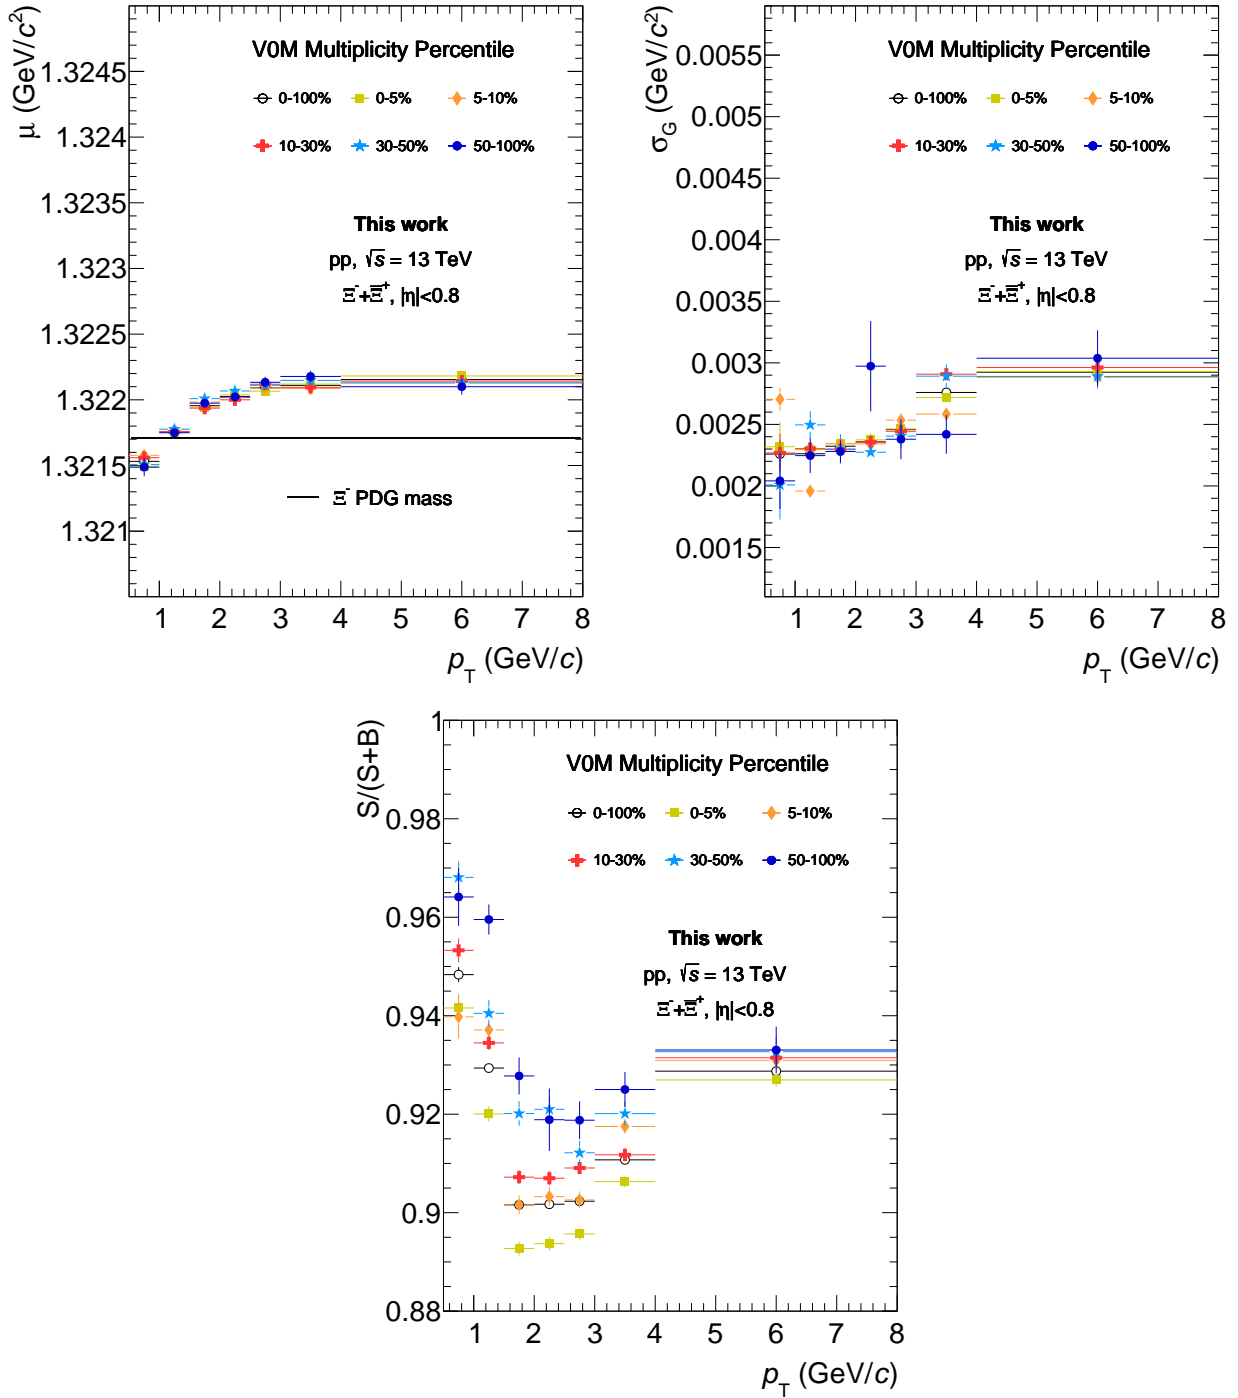 μ (GeV/c²)
V0M Multiplicity Percentile
0-100% 0-5% 5-10%
10-30% 30-50% 50-100%
This work
pp, √s = 13 TeV
Ξ⁻+Ξ̅⁺, |η|<0.8
Ξ⁻ PDG mass
1.3245
1.324
1.3235
1.323
1.3225
1.322
1.3215
1.321
1 2 3 4 5 6 7 8
p_T (GeV/c)
σ_G (GeV/c²)
V0M Multiplicity Percentile
0-100% 0-5% 5-10%
10-30% 30-50% 50-100%
This work
pp, √s = 13 TeV
Ξ⁻+Ξ̅⁺, |η|<0.8
0.0055
0.005
0.0045
0.004
0.0035
0.003
0.0025
0.002
0.0015
1 2 3 4 5 6 7 8
p_T (GeV/c)
S/(S+B)
V0M Multiplicity Percentile
0-100% 0-5% 5-10%
10-30% 30-50% 50-100%
This work
pp, √s = 13 TeV
Ξ⁻+Ξ̅⁺, |η|<0.8
1
0.98
0.96
0.94
0.92
0.9
0.88
1 2 3 4 5 6 7 8
p_T (GeV/c)